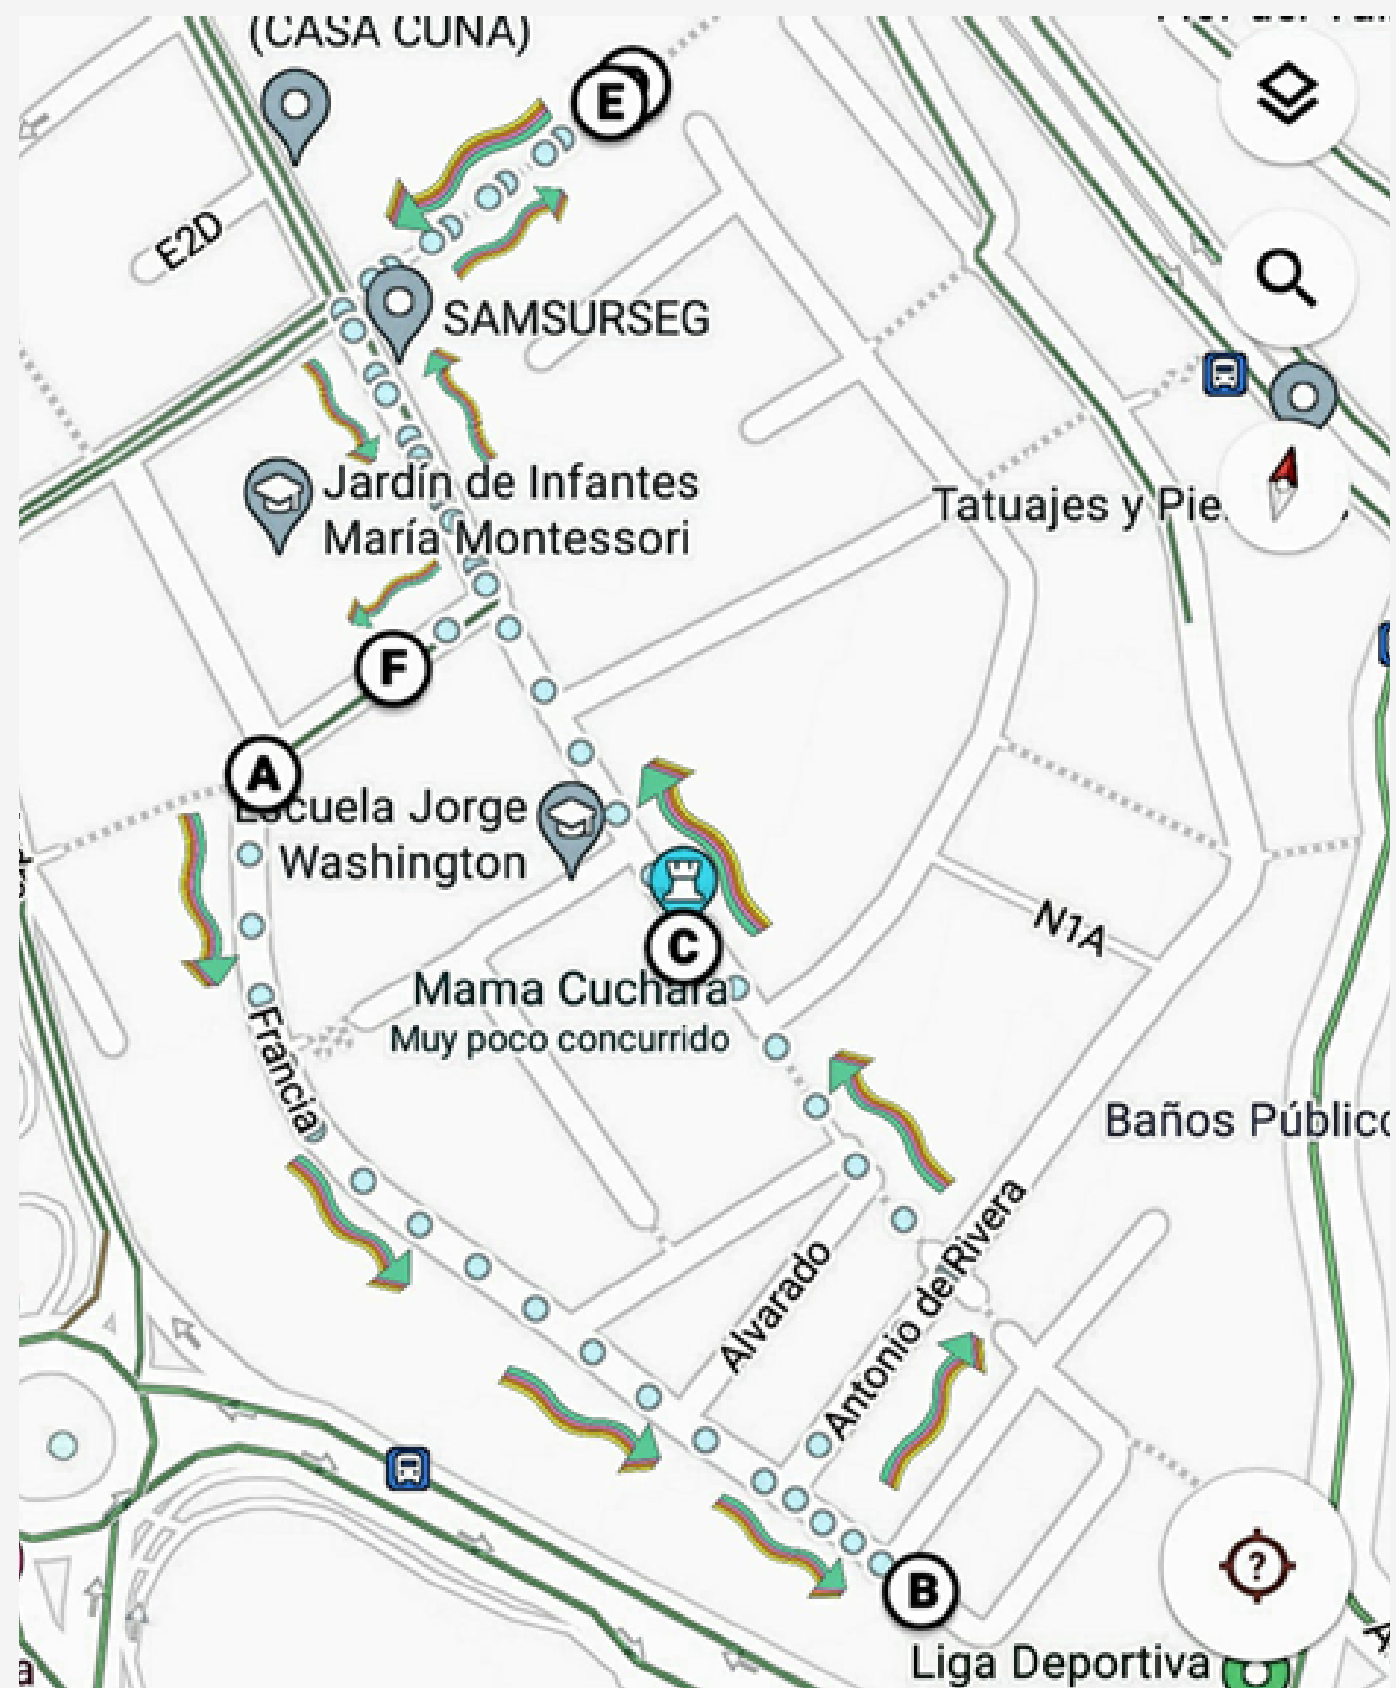 (CASA CUNA)
E
E2D
SAMSURSEG
Jardín de Infantes
María Montessori
Tatuajes y Pie
F
A
Escuela Jorge
Washington
N1A
C
Mama Cuchara
Muy poco concurrido
Francia
Baños Públic
Alvarado
Antonio de Rivera
?
B
Liga Deportiva